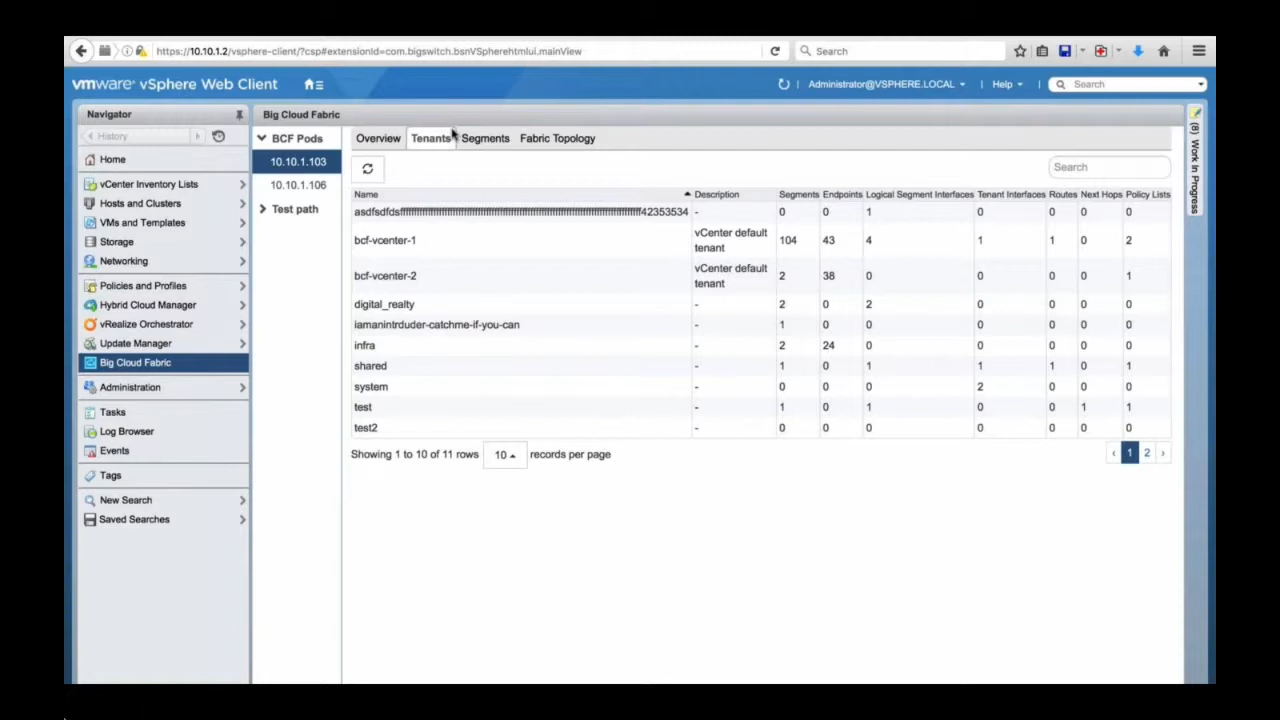 https://10.10.1.2/vsphere-client/?csp#extensionId=com.bigswitch.bsnVSpherehtmlui.mainView
Search
vmware® vSphere Web Client
Administrator@VSPHERE.LOCAL
Help
Search
Navigator
Big Cloud Fabric
History
BCF Pods
Overview
Tenants
Segments
Fabric Topology
(8) Work In Progress
Home
10.10.1.103
Search
vCenter Inventory Lists
10.10.1.106
Hosts and Clusters
Test path
VMs and Templates
Storage
Networking
Policies and Profiles
Hybrid Cloud Manager
vRealize Orchestrator
Update Manager
Big Cloud Fabric
Administration
Tasks
Log Browser
Events
Tags
New Search
Saved Searches
Name Description Segments Endpoints Logical Segment Interfaces Tenant Interfaces Routes Next Hops Policy Lists
- 0 0 1 0 0 0 0
bcf-vcenter-1 vCenter default tenant 104 43 4 1 1 0 2
bcf-vcenter-2 vCenter default tenant 2 38 0 0 0 0 1
digital_realty - 2 0 2 0 0 0 0
iamanintrduder-catchme-if-you-can - 1 0 0 0 0 0 0
infra - 2 24 0 0 0 0 0
shared - 1 0 1 1 1 0 1
system - 0 0 0 2 0 0 0
test - 1 0 1 0 0 1 1
test2 - 0 0 0 0 0 0 0
Showing 1 to 10 of 11 rows 10 records per page
‹ 1 2 ›